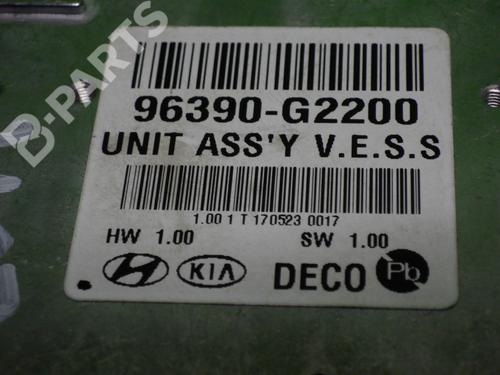 B-PARTS
96390-G2200
UNIT ASS'Y V.E.S.S
1.00 1 T 170523 0017
HW 1.00 SW 1.00
KIA DECO Pb